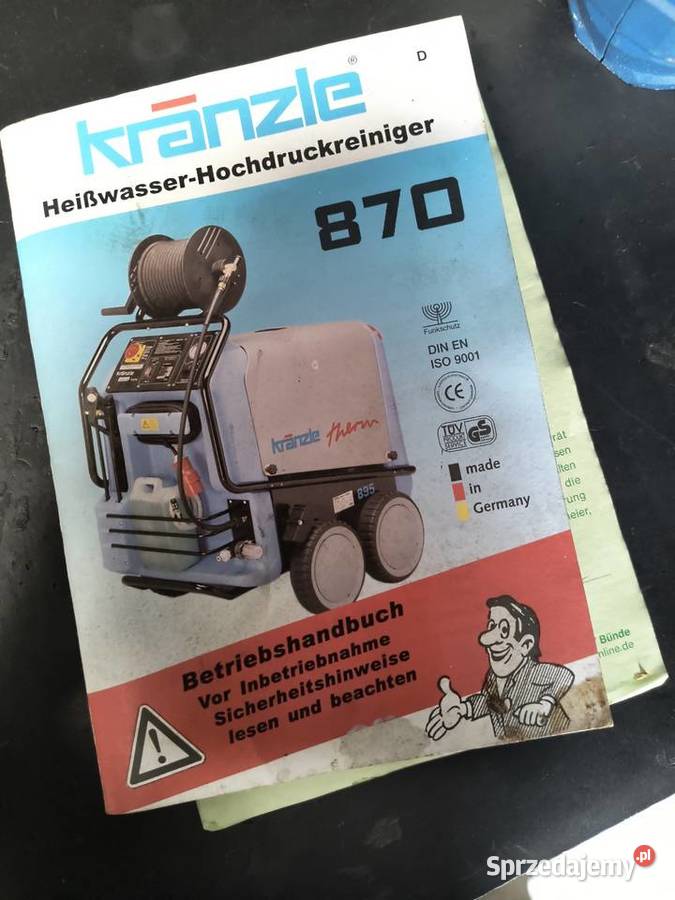 D
kränzle®
Heißwasser-Hochdruckreiniger
870
Funkschutz
DIN EN
ISO 9001
CE
TÜV
GS
made
in
Germany
kränzle therm
895
Betriebshandbuch
Vor Inbetriebnahme
Sicherheitshinweise
lesen und beachten
die
Bünde
nline.de
Sprzedajemy.pl